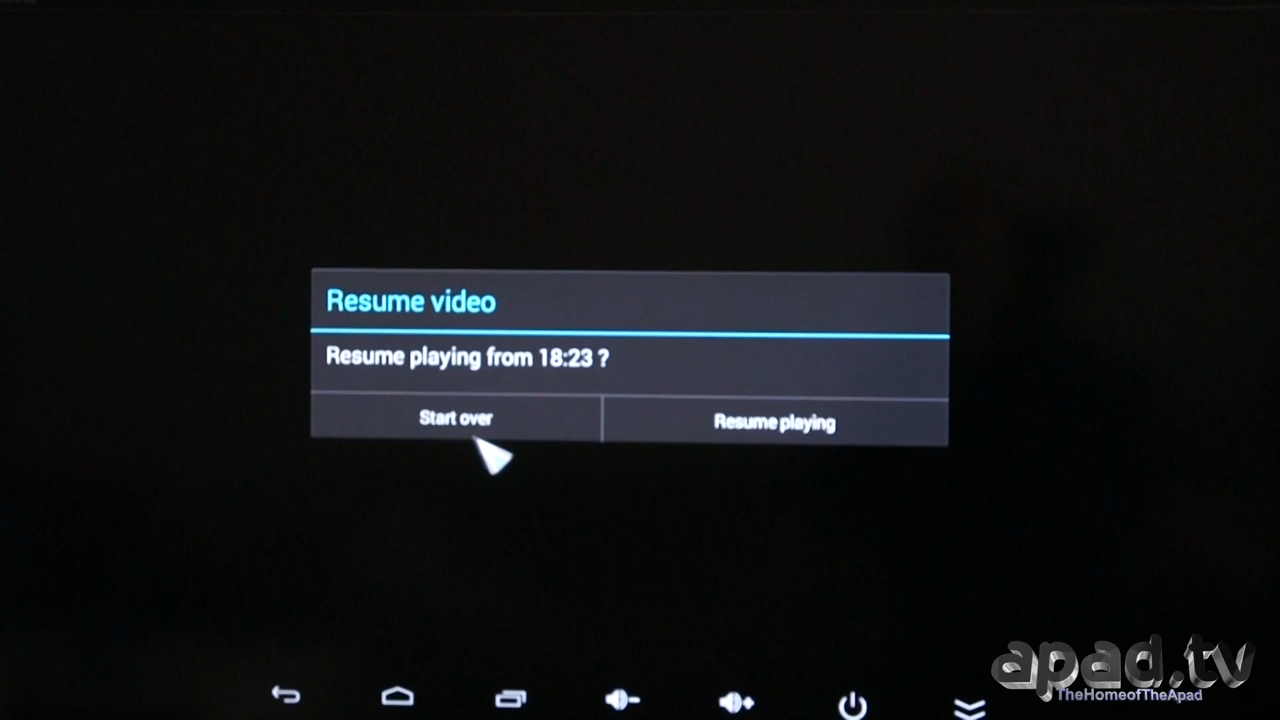 Resume video
Resume playing from 18:23 ?
Start over
Resume playing
apad.tv
TheHomeofTheApad